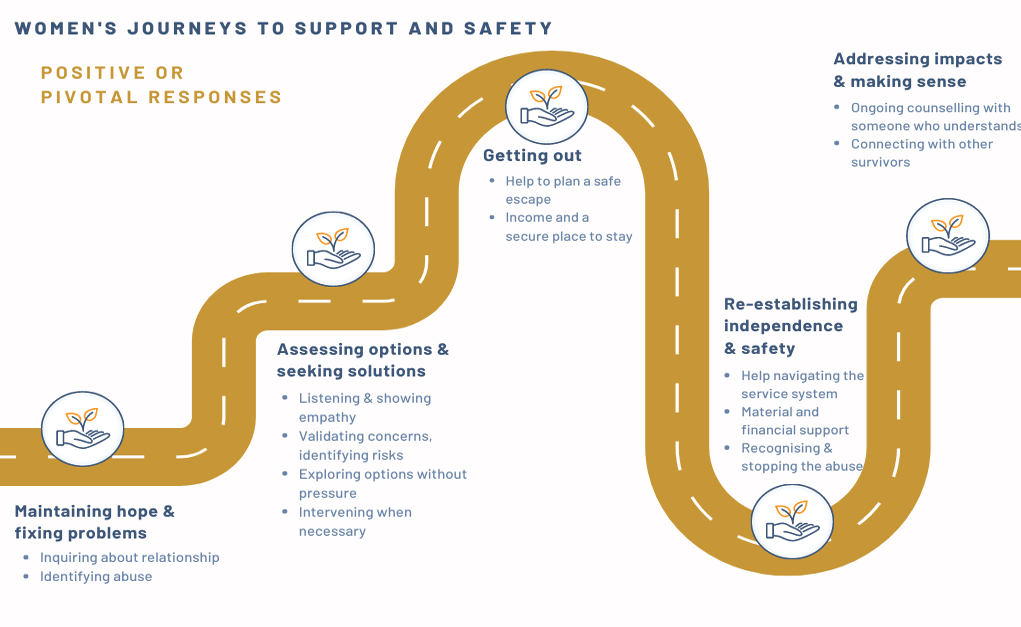 WOMEN'S JOURNEYS TO SUPPORT AND SAFETY
POSITIVE OR
PIVOTAL RESPONSES
Maintaining hope &
fixing problems
• Inquiring about relationship
• Identifying abuse
Assessing options &
seeking solutions
• Listening & showing
empathy
• Validating concerns,
identifying risks
• Exploring options without
pressure
• Intervening when
necessary
Getting out
• Help to plan a safe
escape
• Income and a
secure place to stay
Re-establishing
independence
& safety
• Help navigating the
service system
• Material and
financial support
• Recognising &
stopping the abuse
Addressing impacts
& making sense
• Ongoing counselling with
someone who understands
• Connecting with other
survivors